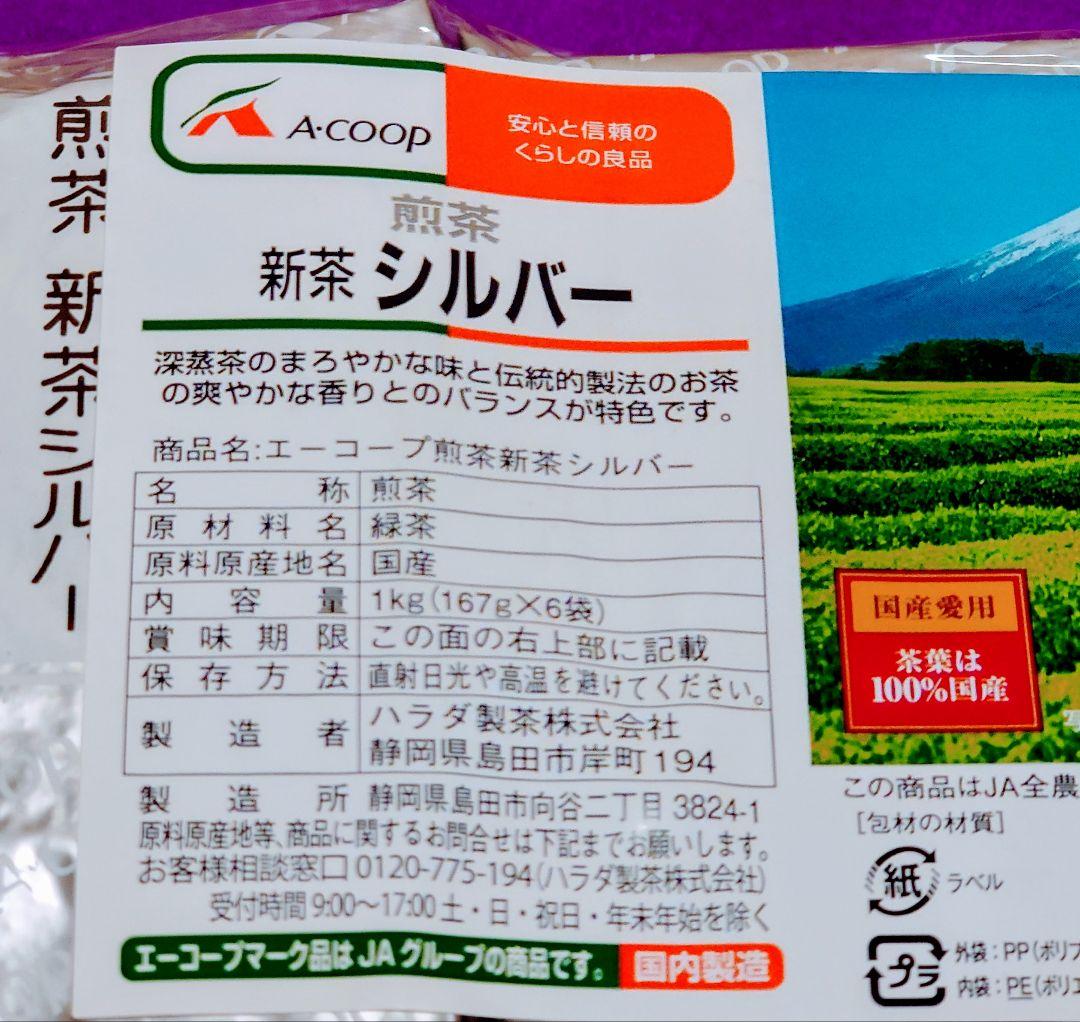 煎茶 新茶シルバー
A·COOP
安心と信頼の
くらしの良品
煎茶
新茶 シルバー
深蒸茶のまろやかな味と伝統的製法のお茶
の爽やかな香りとのバランスが特色です。
商品名:エーコープ煎茶新茶シルバー
名称 煎茶
原材料名 緑茶
原料原産地名 国産
内容量 1kg(167g×6袋)
賞味期限 この面の右上部に記載
保存方法 直射日光や高温を避けてください。
製造者 ハラダ製茶株式会社
静岡県島田市岸町194
製造所 静岡県島田市向谷二丁目3824-1
原料原産地等、商品に関するお問合せは下記までお願いします。
お客様相談窓口 0120-775-194(ハラダ製茶株式会社)
受付時間 9:00〜17:00 土・日・祝日・年末年始を除く
エーコープマーク品はJAグループの商品です。 国内製造
国産愛用
茶葉は
100%国産
この商品はJA全農
[包材の材質]
紙 ラベル
プラ
外袋:PP(ポリプ
内袋:PE(ポリエ